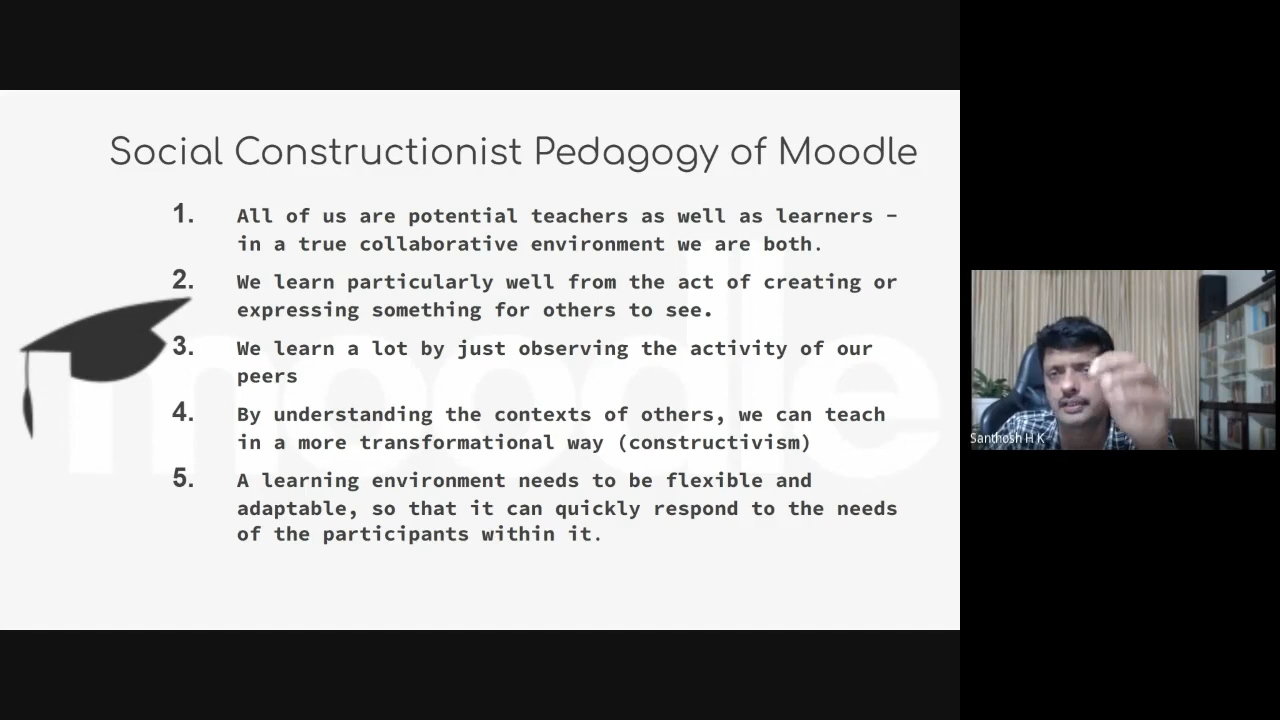 Social Constructionist Pedagogy of Moodle
1. All of us are potential teachers as well as learners –
in a true collaborative environment we are both.
2. We learn particularly well from the act of creating or
expressing something for others to see.
3. We learn a lot by just observing the activity of our
peers
4. By understanding the contexts of others, we can teach
in a more transformational way (constructivism)
5. A learning environment needs to be flexible and
adaptable, so that it can quickly respond to the needs
of the participants within it.
moodle
Santhosh H K